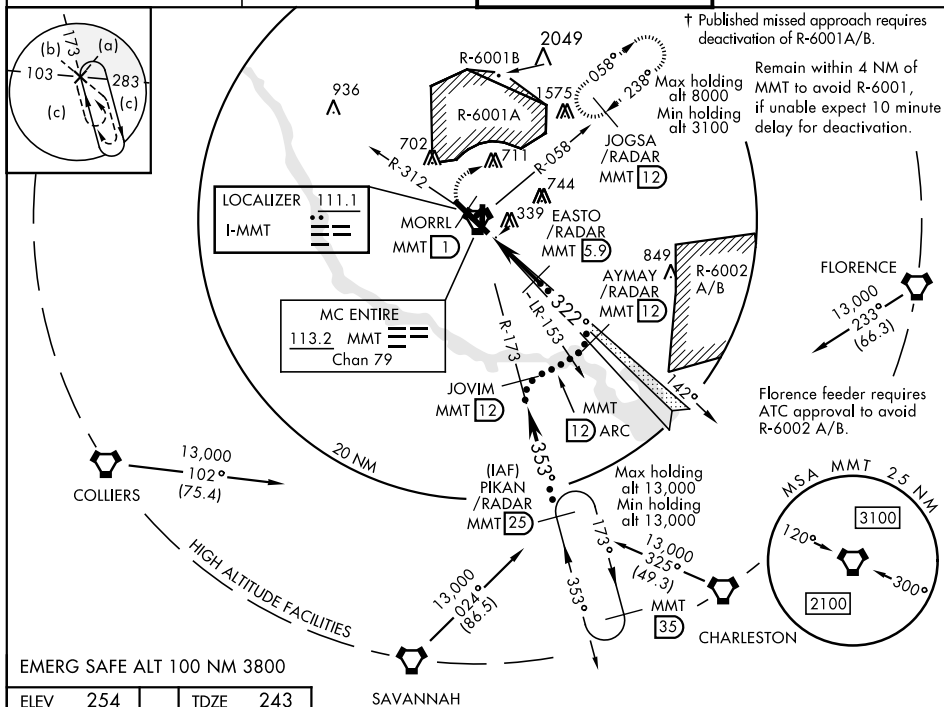 (b)
173
(a)
103
283
(c)
(c)
† Published missed approach requires
deactivation of R-6001A/B.
Remain within 4 NM of
MMT to avoid R-6001,
if unable expect 10 minute
delay for deactivation.
2049
R-6001B
936
R-6001A
1575
058°
238°
Max holding
alt 8000
Min holding
alt 3100
JOGSA
/RADAR
MMT 12
702
711
R-312
R-058
744
339
LOCALIZER 111.1
I-MMT
MORRL
MMT 1
EASTO
/RADAR
MMT 5.9
849
R-6002
A/B
AYMAY
/RADAR
MMT 12
FLORENCE
13,000
233°
(66.3)
MC ENTIRE
113.2 MMT
Chan 79
322°
LR-153
R-173
142°
JOVIM
MMT 12
MMT
12 ARC
Florence feeder requires
ATC approval to avoid
R-6002 A/B.
20 NM
353°
COLLIERS
13,000
102°
(75.4)
(IAF)
PIKAN
/RADAR
MMT 25
Max holding
alt 13,000
Min holding
alt 13,000
173°
353°
13,000
325°
(49.3)
MMT
35
CHARLESTON
MSA MMT 25 NM
3100
120°
300°
2100
HIGH ALTITUDE FACILITIES
13,000
024°
(86.5)
SAVANNAH
EMERG SAFE ALT 100 NM 3800
ELEV 254
TDZE 243